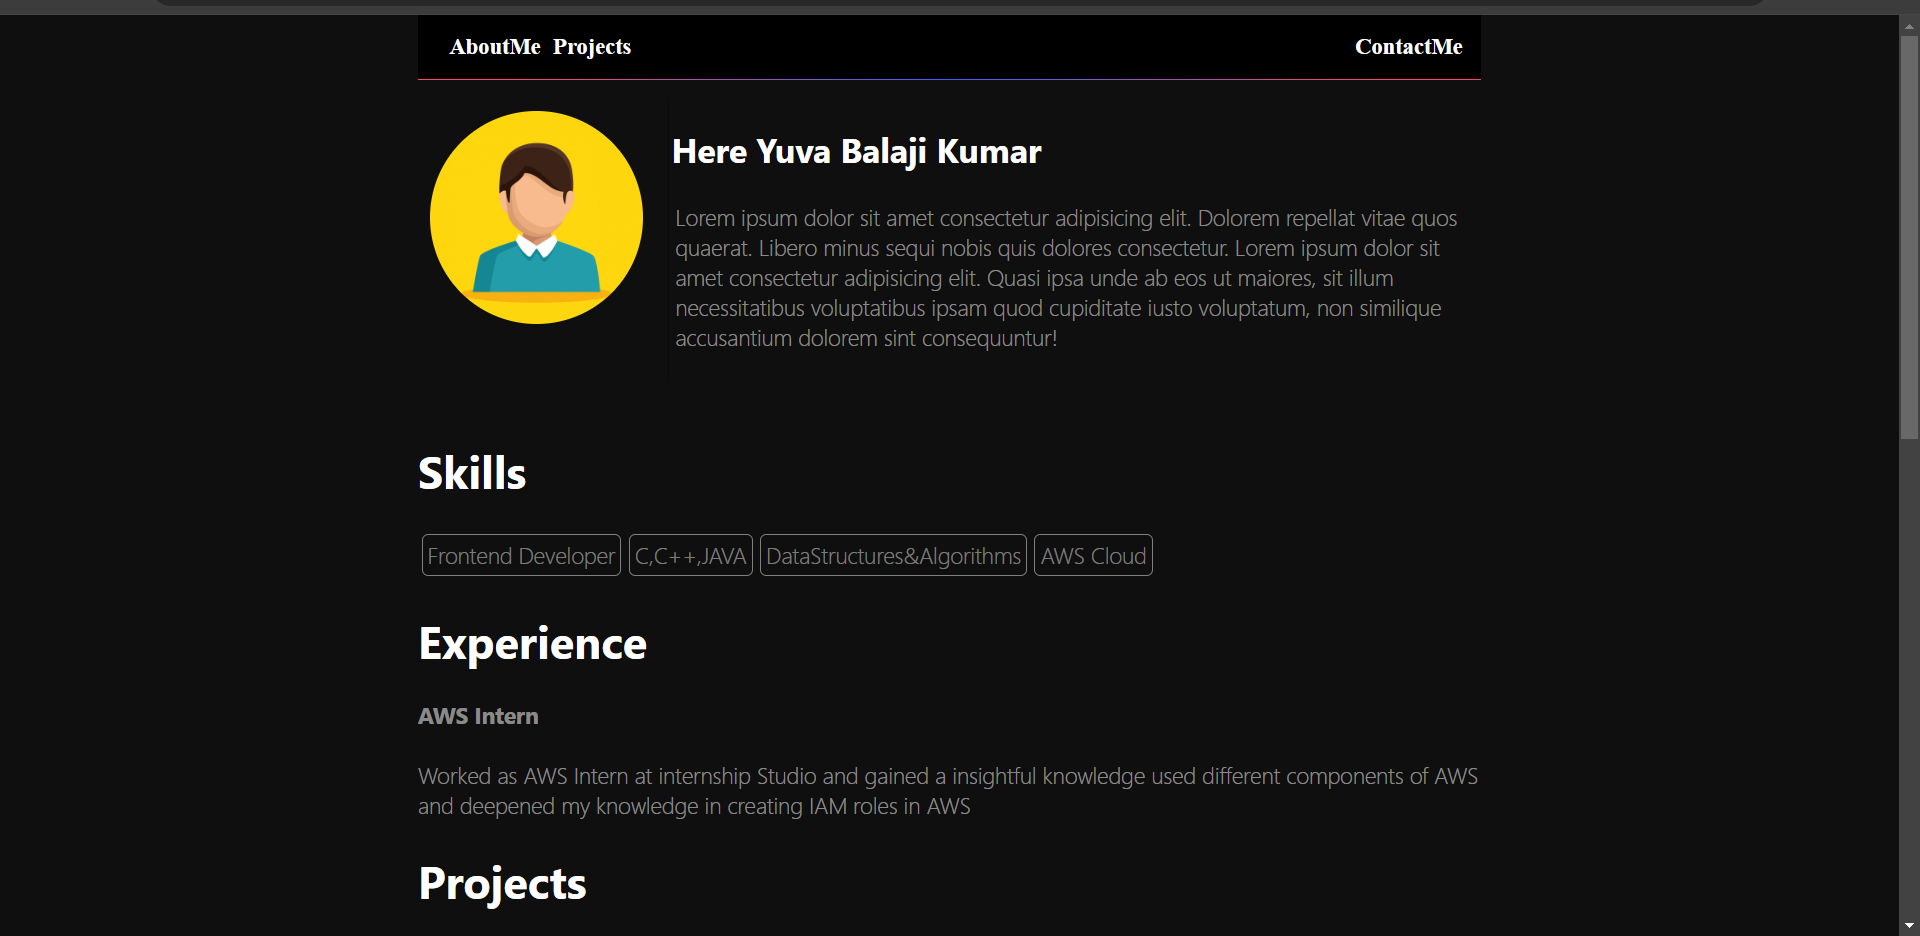 AboutMe Projects ContactMe
Here Yuva Balaji Kumar
Lorem ipsum dolor sit amet consectetur adipisicing elit. Dolorem repellat vitae quos
quaerat. Libero minus sequi nobis quis dolores consectetur. Lorem ipsum dolor sit
amet consectetur adipisicing elit. Quasi ipsa unde ab eos ut maiores, sit illum
necessitatibus voluptatibus ipsam quod cupiditate iusto voluptatum, non similique
accusantium dolorem sint consequuntur!
Skills
Frontend Developer C,C++,JAVA DataStructures&Algorithms AWS Cloud
Experience
AWS Intern
Worked as AWS Intern at internship Studio and gained a insightful knowledge used different components of AWS
and deepened my knowledge in creating IAM roles in AWS
Projects